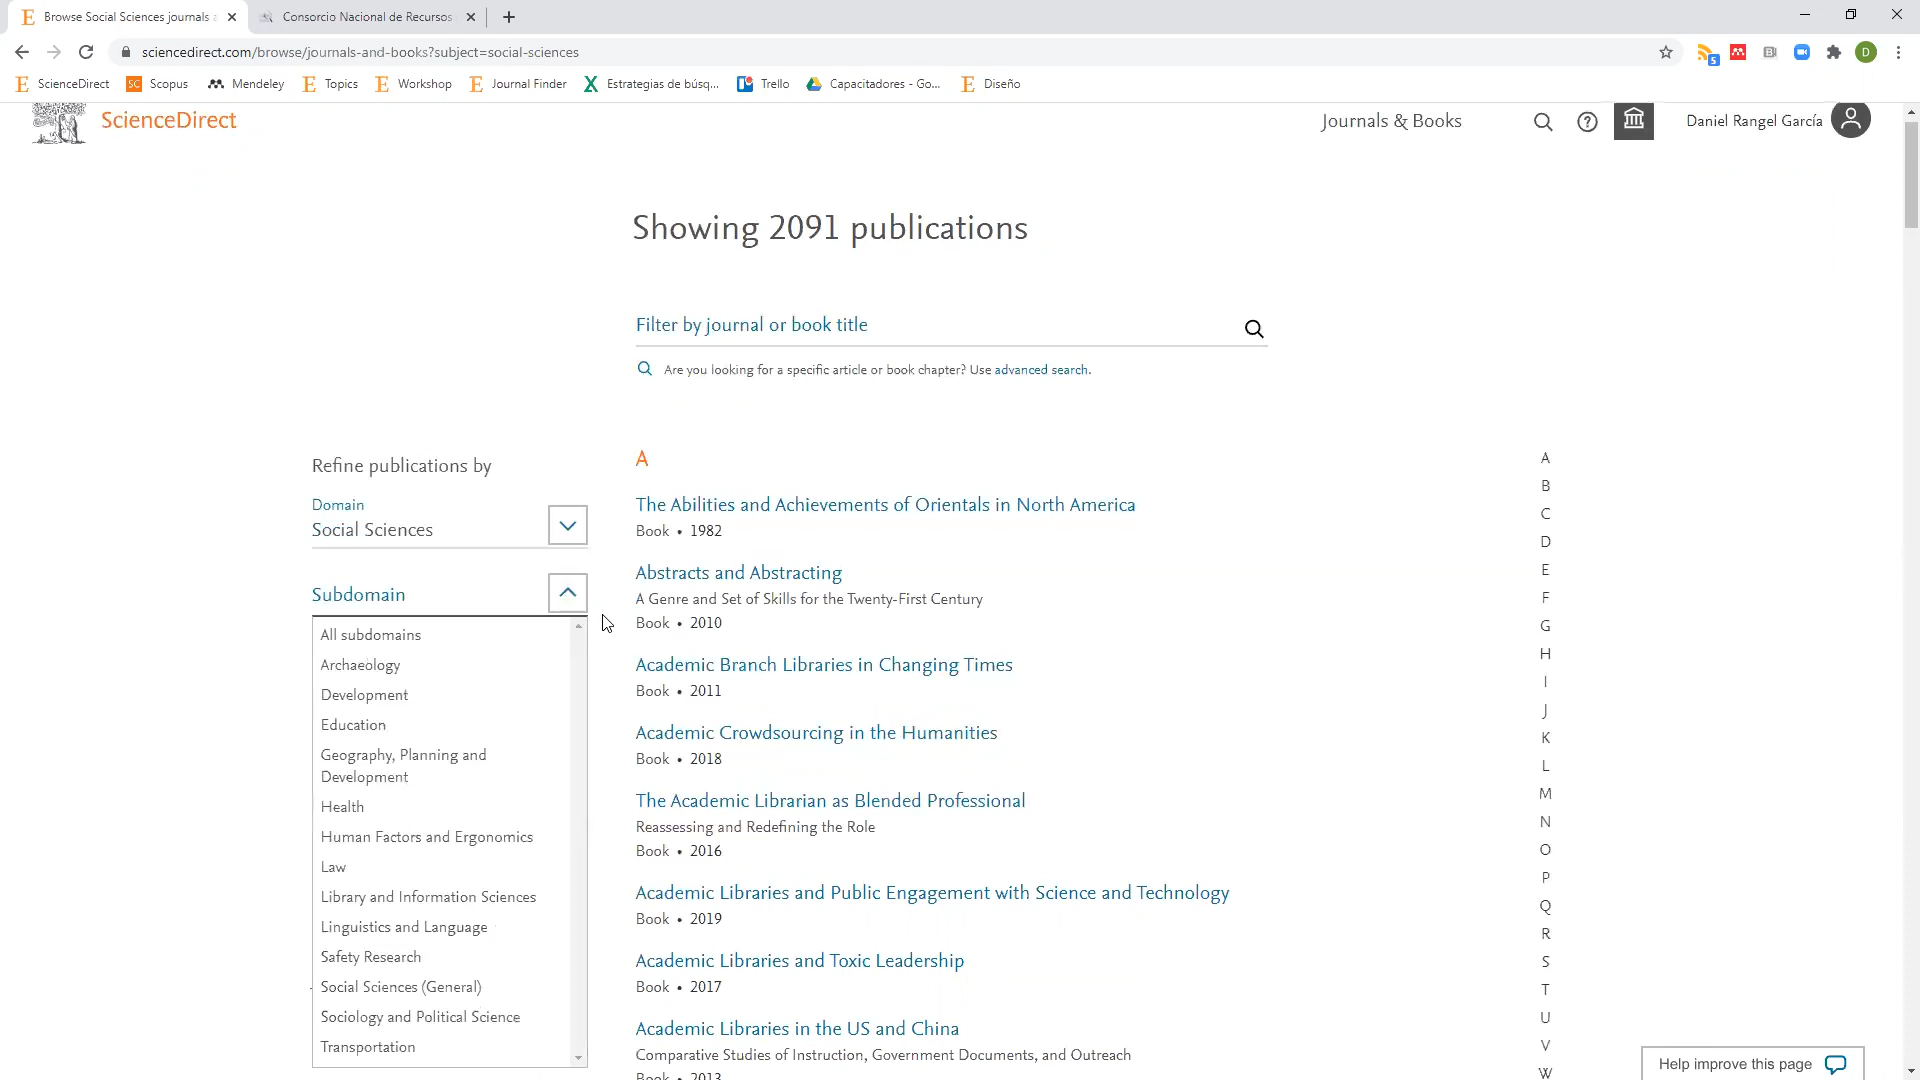 Browse Social Sciences journals a
Consorcio Nacional de Recursos
sciencedirect.com/browse/journals-and-books?subject=social-sciences
5
D
ScienceDirect
SC Scopus
Mendeley
Topics
Workshop
Journal Finder
Estrategias de búsq...
Trello
Capacitadores - Go...
Diseño
ScienceDirect
Journals & Books
Daniel Rangel García
Showing 2091 publications
Filter by journal or book title
Are you looking for a specific article or book chapter? Use advanced search.
Refine publications by
Domain
Social Sciences
Subdomain
All subdomains
Archaeology
Development
Education
Geography, Planning and
Development
Health
Human Factors and Ergonomics
Law
Library and Information Sciences
Linguistics and Language
Safety Research
Social Sciences (General)
Sociology and Political Science
Transportation
A
The Abilities and Achievements of Orientals in North America
Book • 1982
Abstracts and Abstracting
A Genre and Set of Skills for the Twenty-First Century
Book • 2010
Academic Branch Libraries in Changing Times
Book • 2011
Academic Crowdsourcing in the Humanities
Book • 2018
The Academic Librarian as Blended Professional
Reassessing and Redefining the Role
Book • 2016
Academic Libraries and Public Engagement with Science and Technology
Book • 2019
Academic Libraries and Toxic Leadership
Book • 2017
Academic Libraries in the US and China
Comparative Studies of Instruction, Government Documents, and Outreach
Book • 2013
A
B
C
D
E
F
G
H
I
J
K
L
M
N
O
P
Q
R
S
T
U
V
W
Help improve this page